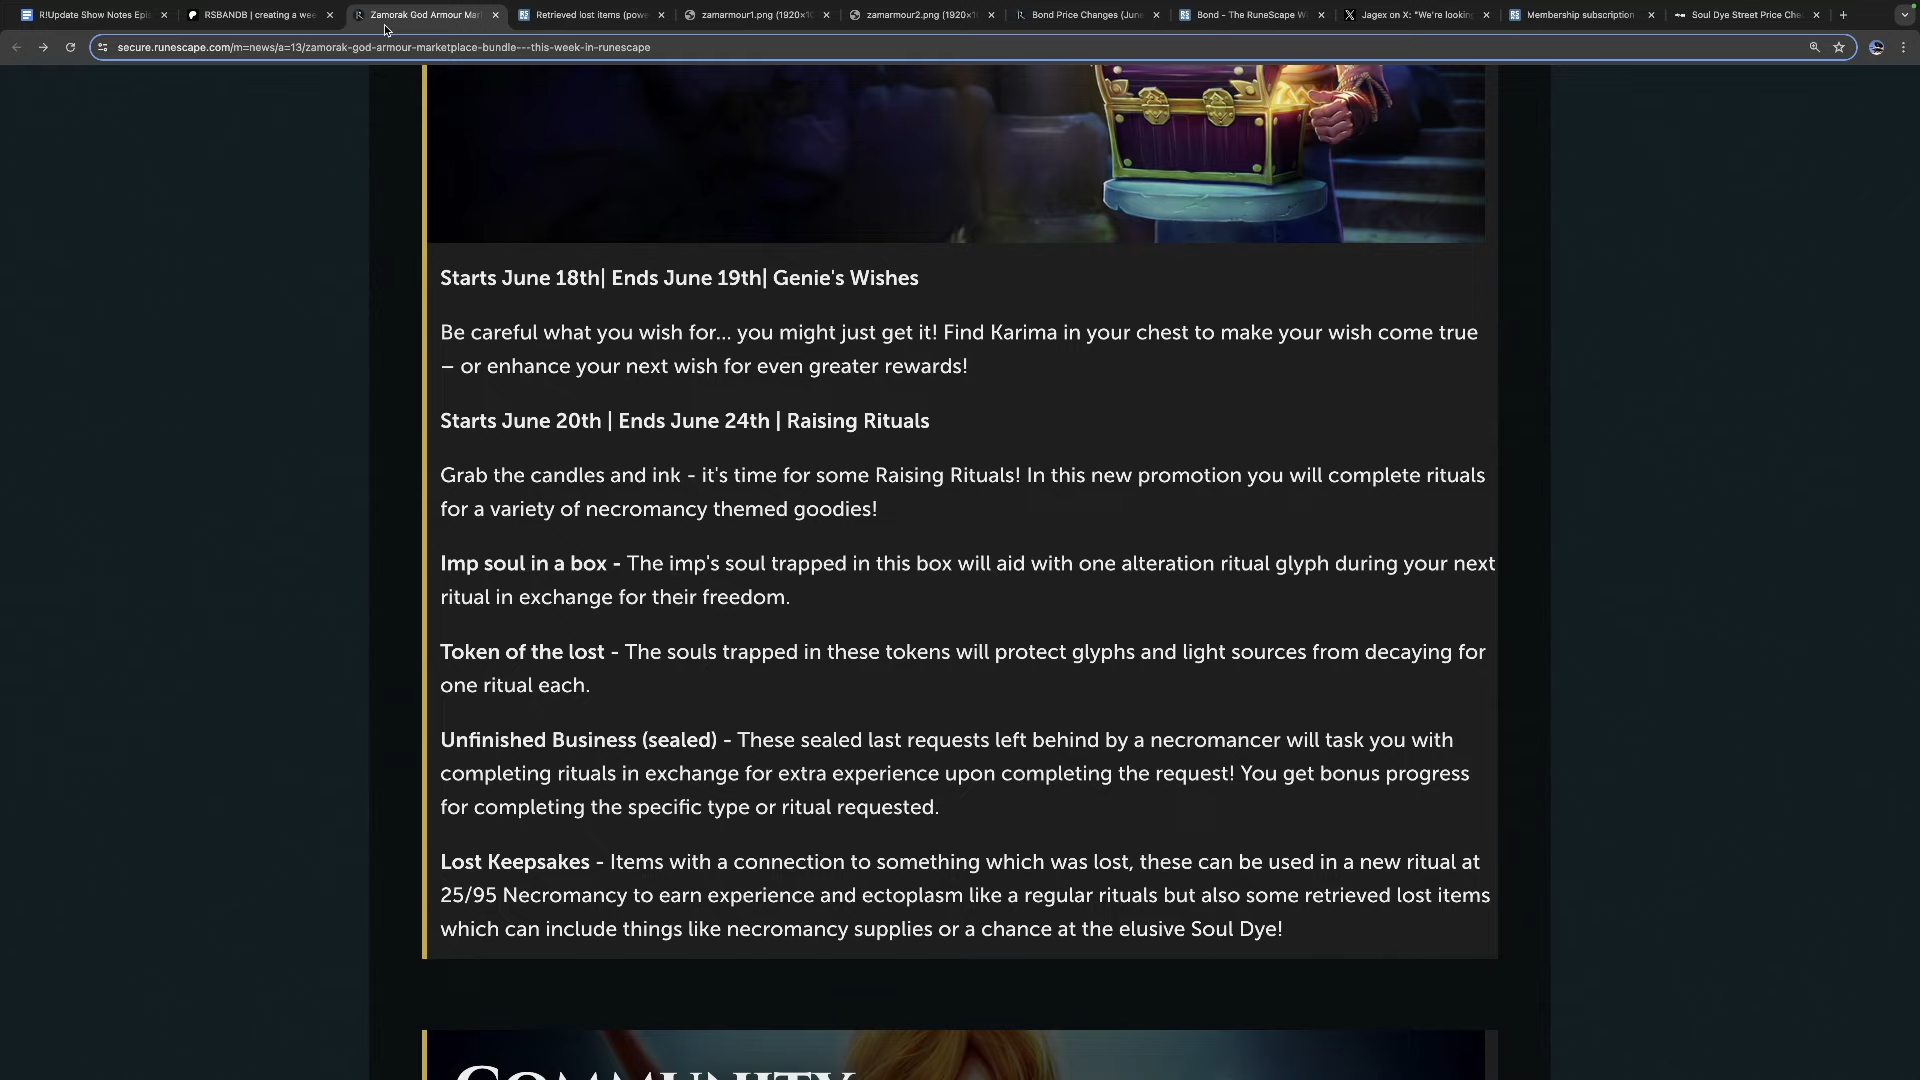 R!Update Show Notes Epi
RSBANDB | creating a wee
Zamorak God Armour Mar
Retrieved lost items (powe
zamarmour1.png (1920×10
zamarmour2.png (1920×1
Bond Price Changes (June
Bond - The RuneScape W
Jagex on X: "We're looking
Membership subscription
Soul Dye Street Price Che
secure.runescape.com/m=news/a=13/zamorak-god-armour-marketplace-bundle---this-week-in-runescape
Starts June 18th| Ends June 19th| Genie's Wishes
Be careful what you wish for... you might just get it! Find Karima in your chest to make your wish come true
– or enhance your next wish for even greater rewards!
Starts June 20th | Ends June 24th | Raising Rituals
Grab the candles and ink - it's time for some Raising Rituals! In this new promotion you will complete rituals
for a variety of necromancy themed goodies!
Imp soul in a box - The imp's soul trapped in this box will aid with one alteration ritual glyph during your next
ritual in exchange for their freedom.
Token of the lost - The souls trapped in these tokens will protect glyphs and light sources from decaying for
one ritual each.
Unfinished Business (sealed) - These sealed last requests left behind by a necromancer will task you with
completing rituals in exchange for extra experience upon completing the request! You get bonus progress
for completing the specific type or ritual requested.
Lost Keepsakes - Items with a connection to something which was lost, these can be used in a new ritual at
25/95 Necromancy to earn experience and ectoplasm like a regular rituals but also some retrieved lost items
which can include things like necromancy supplies or a chance at the elusive Soul Dye!
COMMUNITY